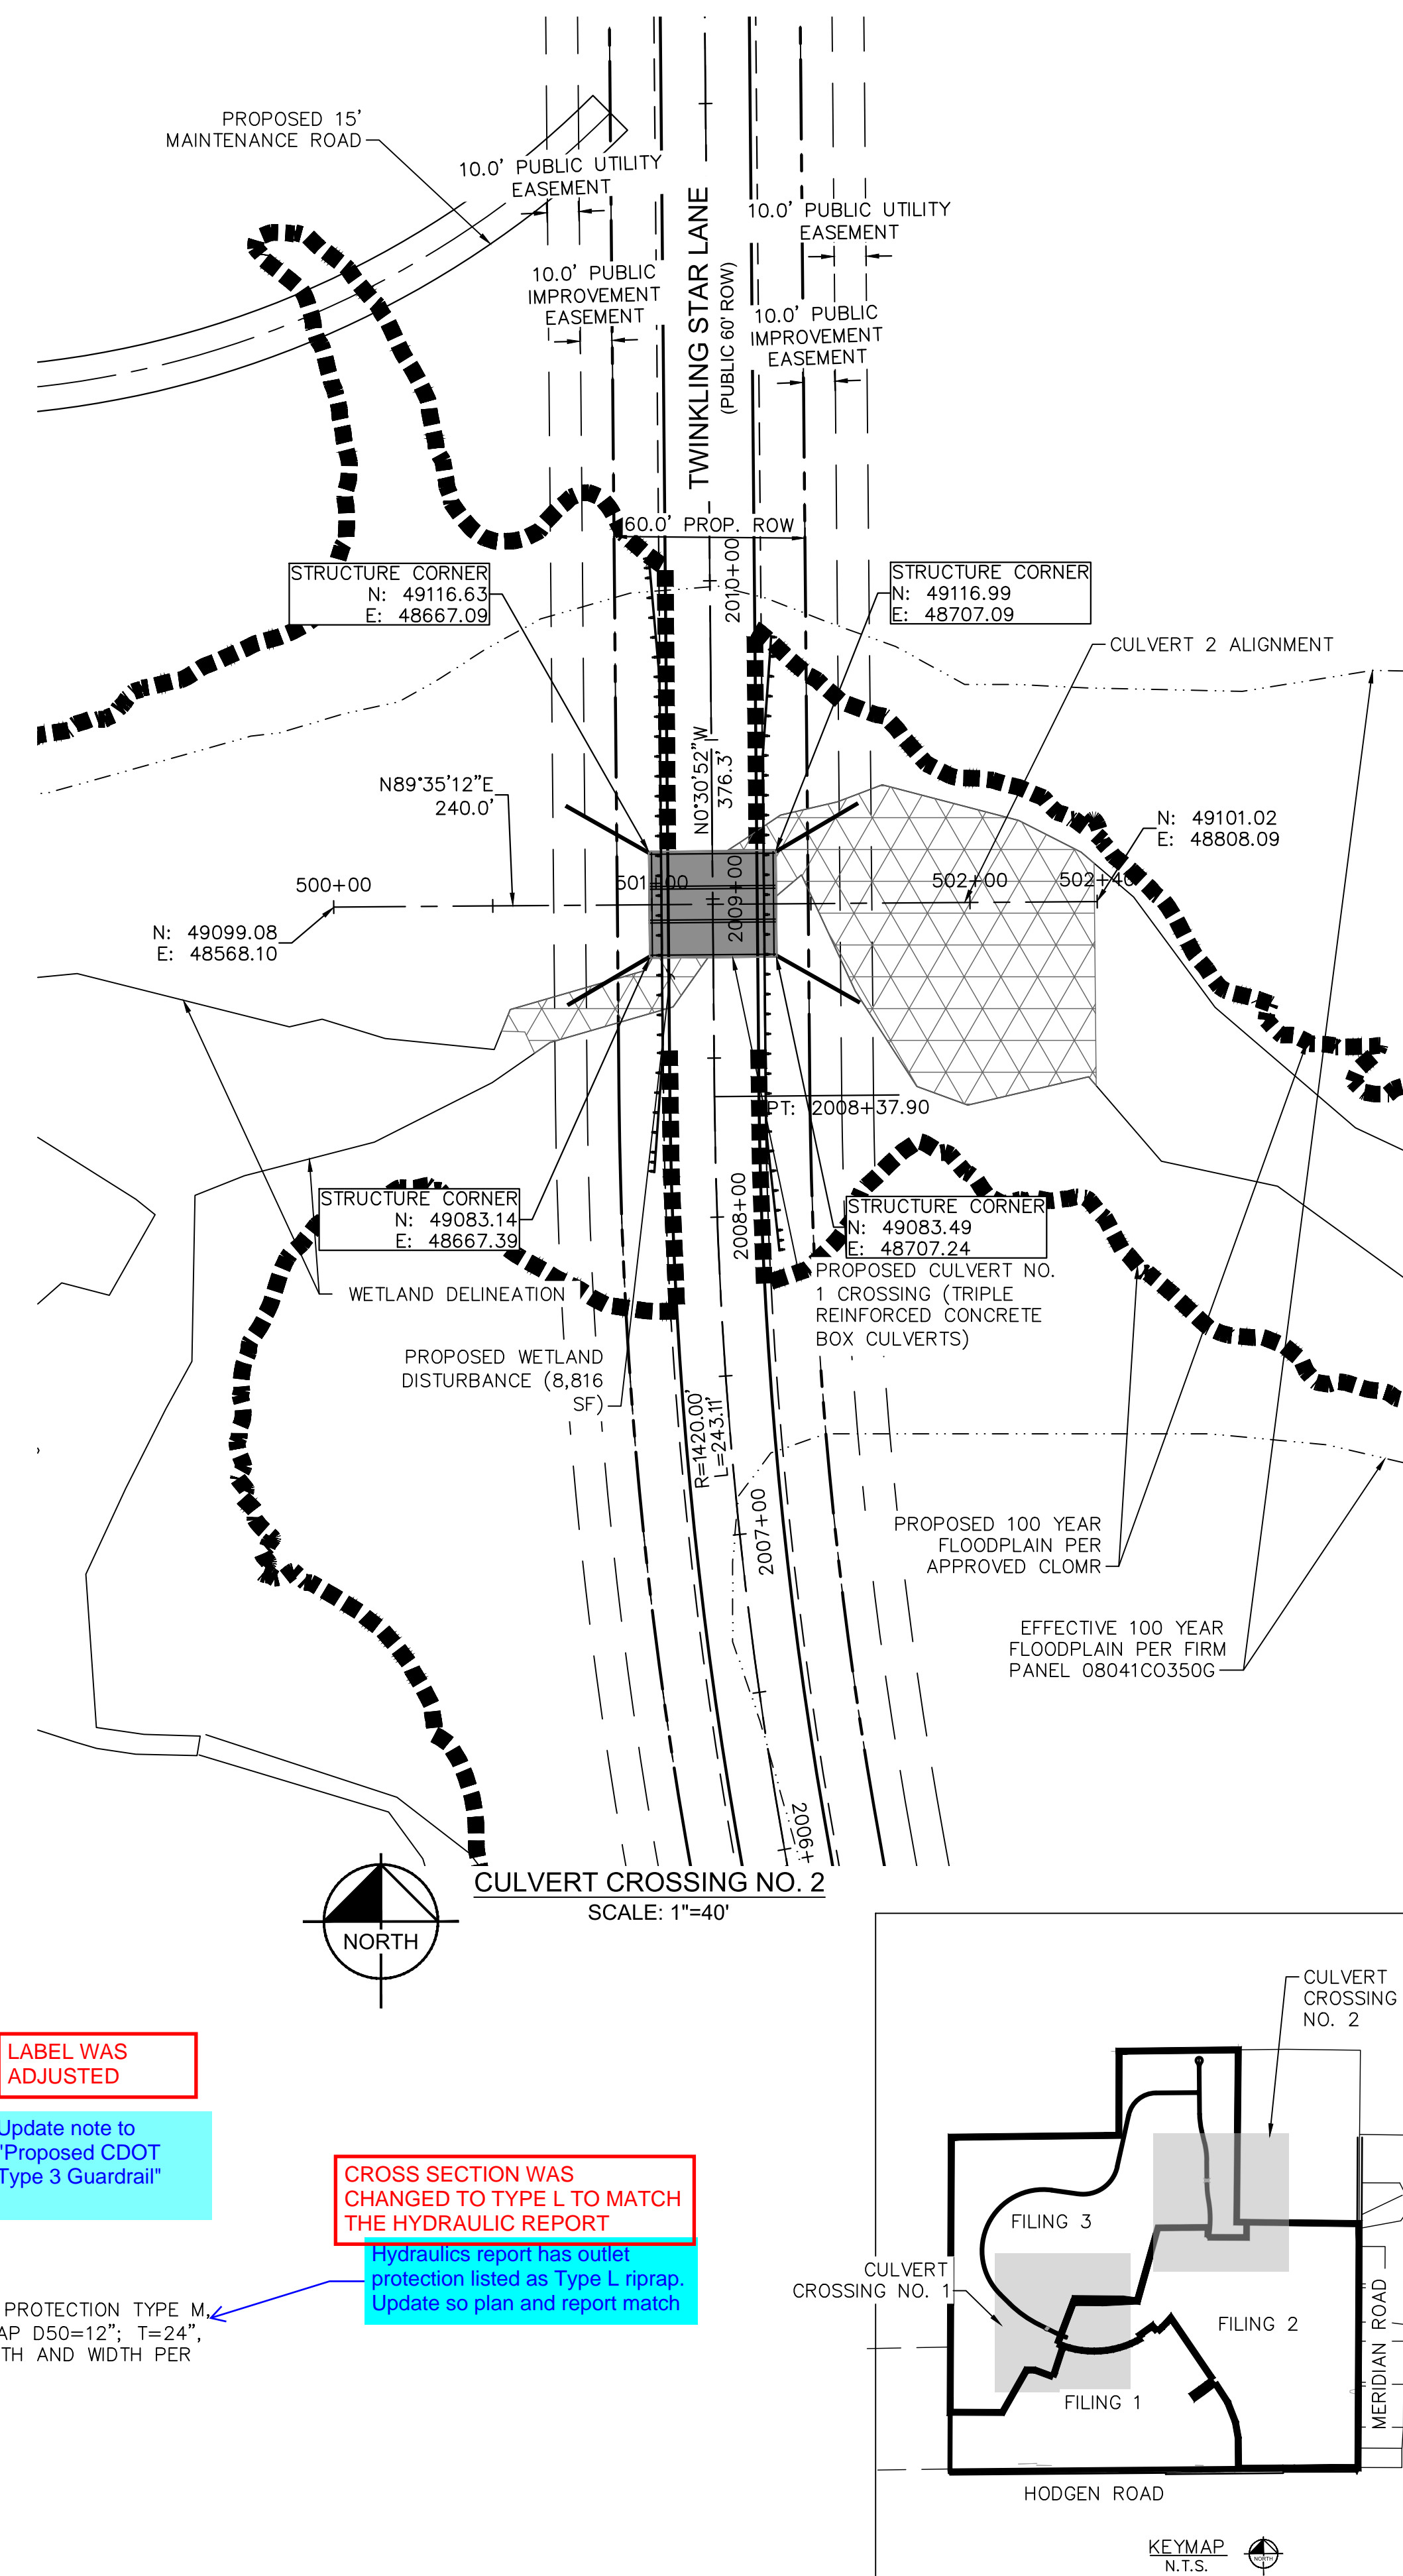 PROPOSED 15'
MAINTENANCE ROAD
10.0' PUBLIC UTILITY
EASEMENT
10.0' PUBLIC UTILITY
EASEMENT
10.0' PUBLIC
IMPROVEMENT
EASEMENT
10.0' PUBLIC
IMPROVEMENT
EASEMENT
TWINKLING STAR LANE
(PUBLIC 60' ROW)
60.0' PROP. ROW
2010+00
STRUCTURE CORNER
N: 49116.63
E: 48667.09
STRUCTURE CORNER
N: 49116.99
E: 48707.09
CULVERT 2 ALIGNMENT
N0°30'52"W
376.3'
N89°35'12"E
240.0'
N: 49101.02
E: 48808.09
500+00
501+00
2009+00
502+00
502+40
N: 49099.08
E: 48568.10
PT: 2008+37.90
2008+00
STRUCTURE CORNER
N: 49083.14
E: 48667.39
STRUCTURE CORNER
N: 49083.49
E: 48707.24
WETLAND DELINEATION
PROPOSED CULVERT NO.
1 CROSSING (TRIPLE
REINFORCED CONCRETE
BOX CULVERTS)
PROPOSED WETLAND
DISTURBANCE (8,816
SF)
R=1420.00'
L=243.11'
2007+00
PROPOSED 100 YEAR
FLOODPLAIN PER
APPROVED CLOMR
EFFECTIVE 100 YEAR
FLOODPLAIN PER FIRM
PANEL 08041CO350G
2006+
CULVERT CROSSING NO. 2
SCALE: 1"=40'
NORTH
LABEL WAS
ADJUSTED
Update note to
"Proposed CDOT
Type 3 Guardrail"
CROSS SECTION WAS
CHANGED TO TYPE L TO MATCH
THE HYDRAULIC REPORT
Hydraulics report has outlet
protection listed as Type L riprap.
Update so plan and report match
PROTECTION TYPE M,
AP D50=12"; T=24",
TH AND WIDTH PER
CULVERT
CROSSING
NO. 2
FILING 3
CULVERT
CROSSING NO. 1
FILING 2
FILING 1
MERIDIAN ROAD
HODGEN ROAD
KEYMAP
N.T.S.
NORTH